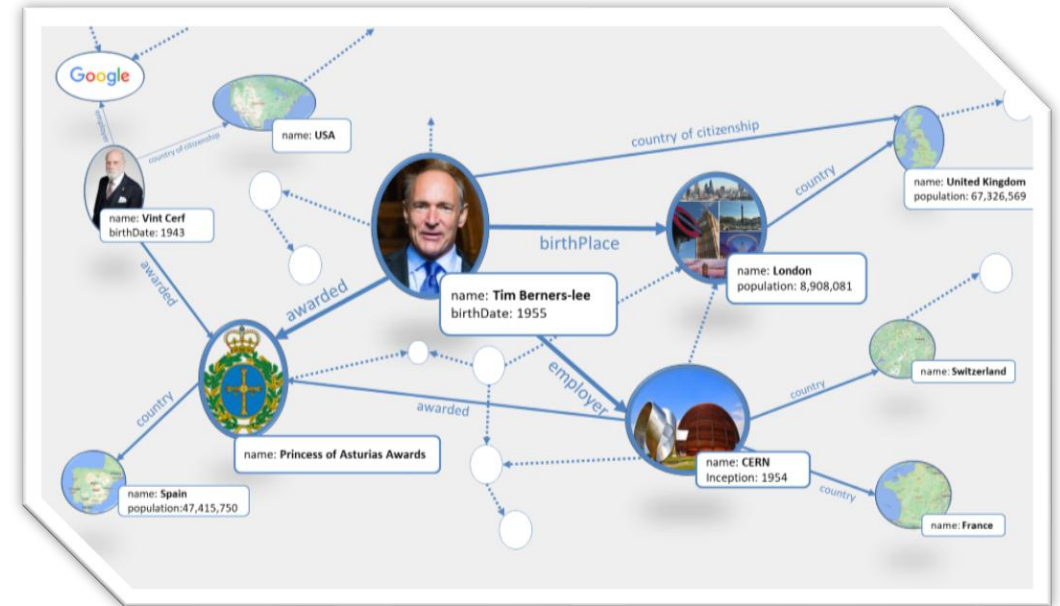 Google
employer
country of citizenship
name: USA
name: Vint Cerf
birthDate: 1943
country of citizenship
country
name: United Kingdom
population: 67,326,569
birthPlace
name: London
population: 8,908,081
awarded
awarded
name: Tim Berners-lee
birthDate: 1955
employer
name: Switzerland
country
awarded
country
name: Princess of Asturias Awards
name: CERN
Inception: 1954
country
name: Spain
population:47,415,750
name: France